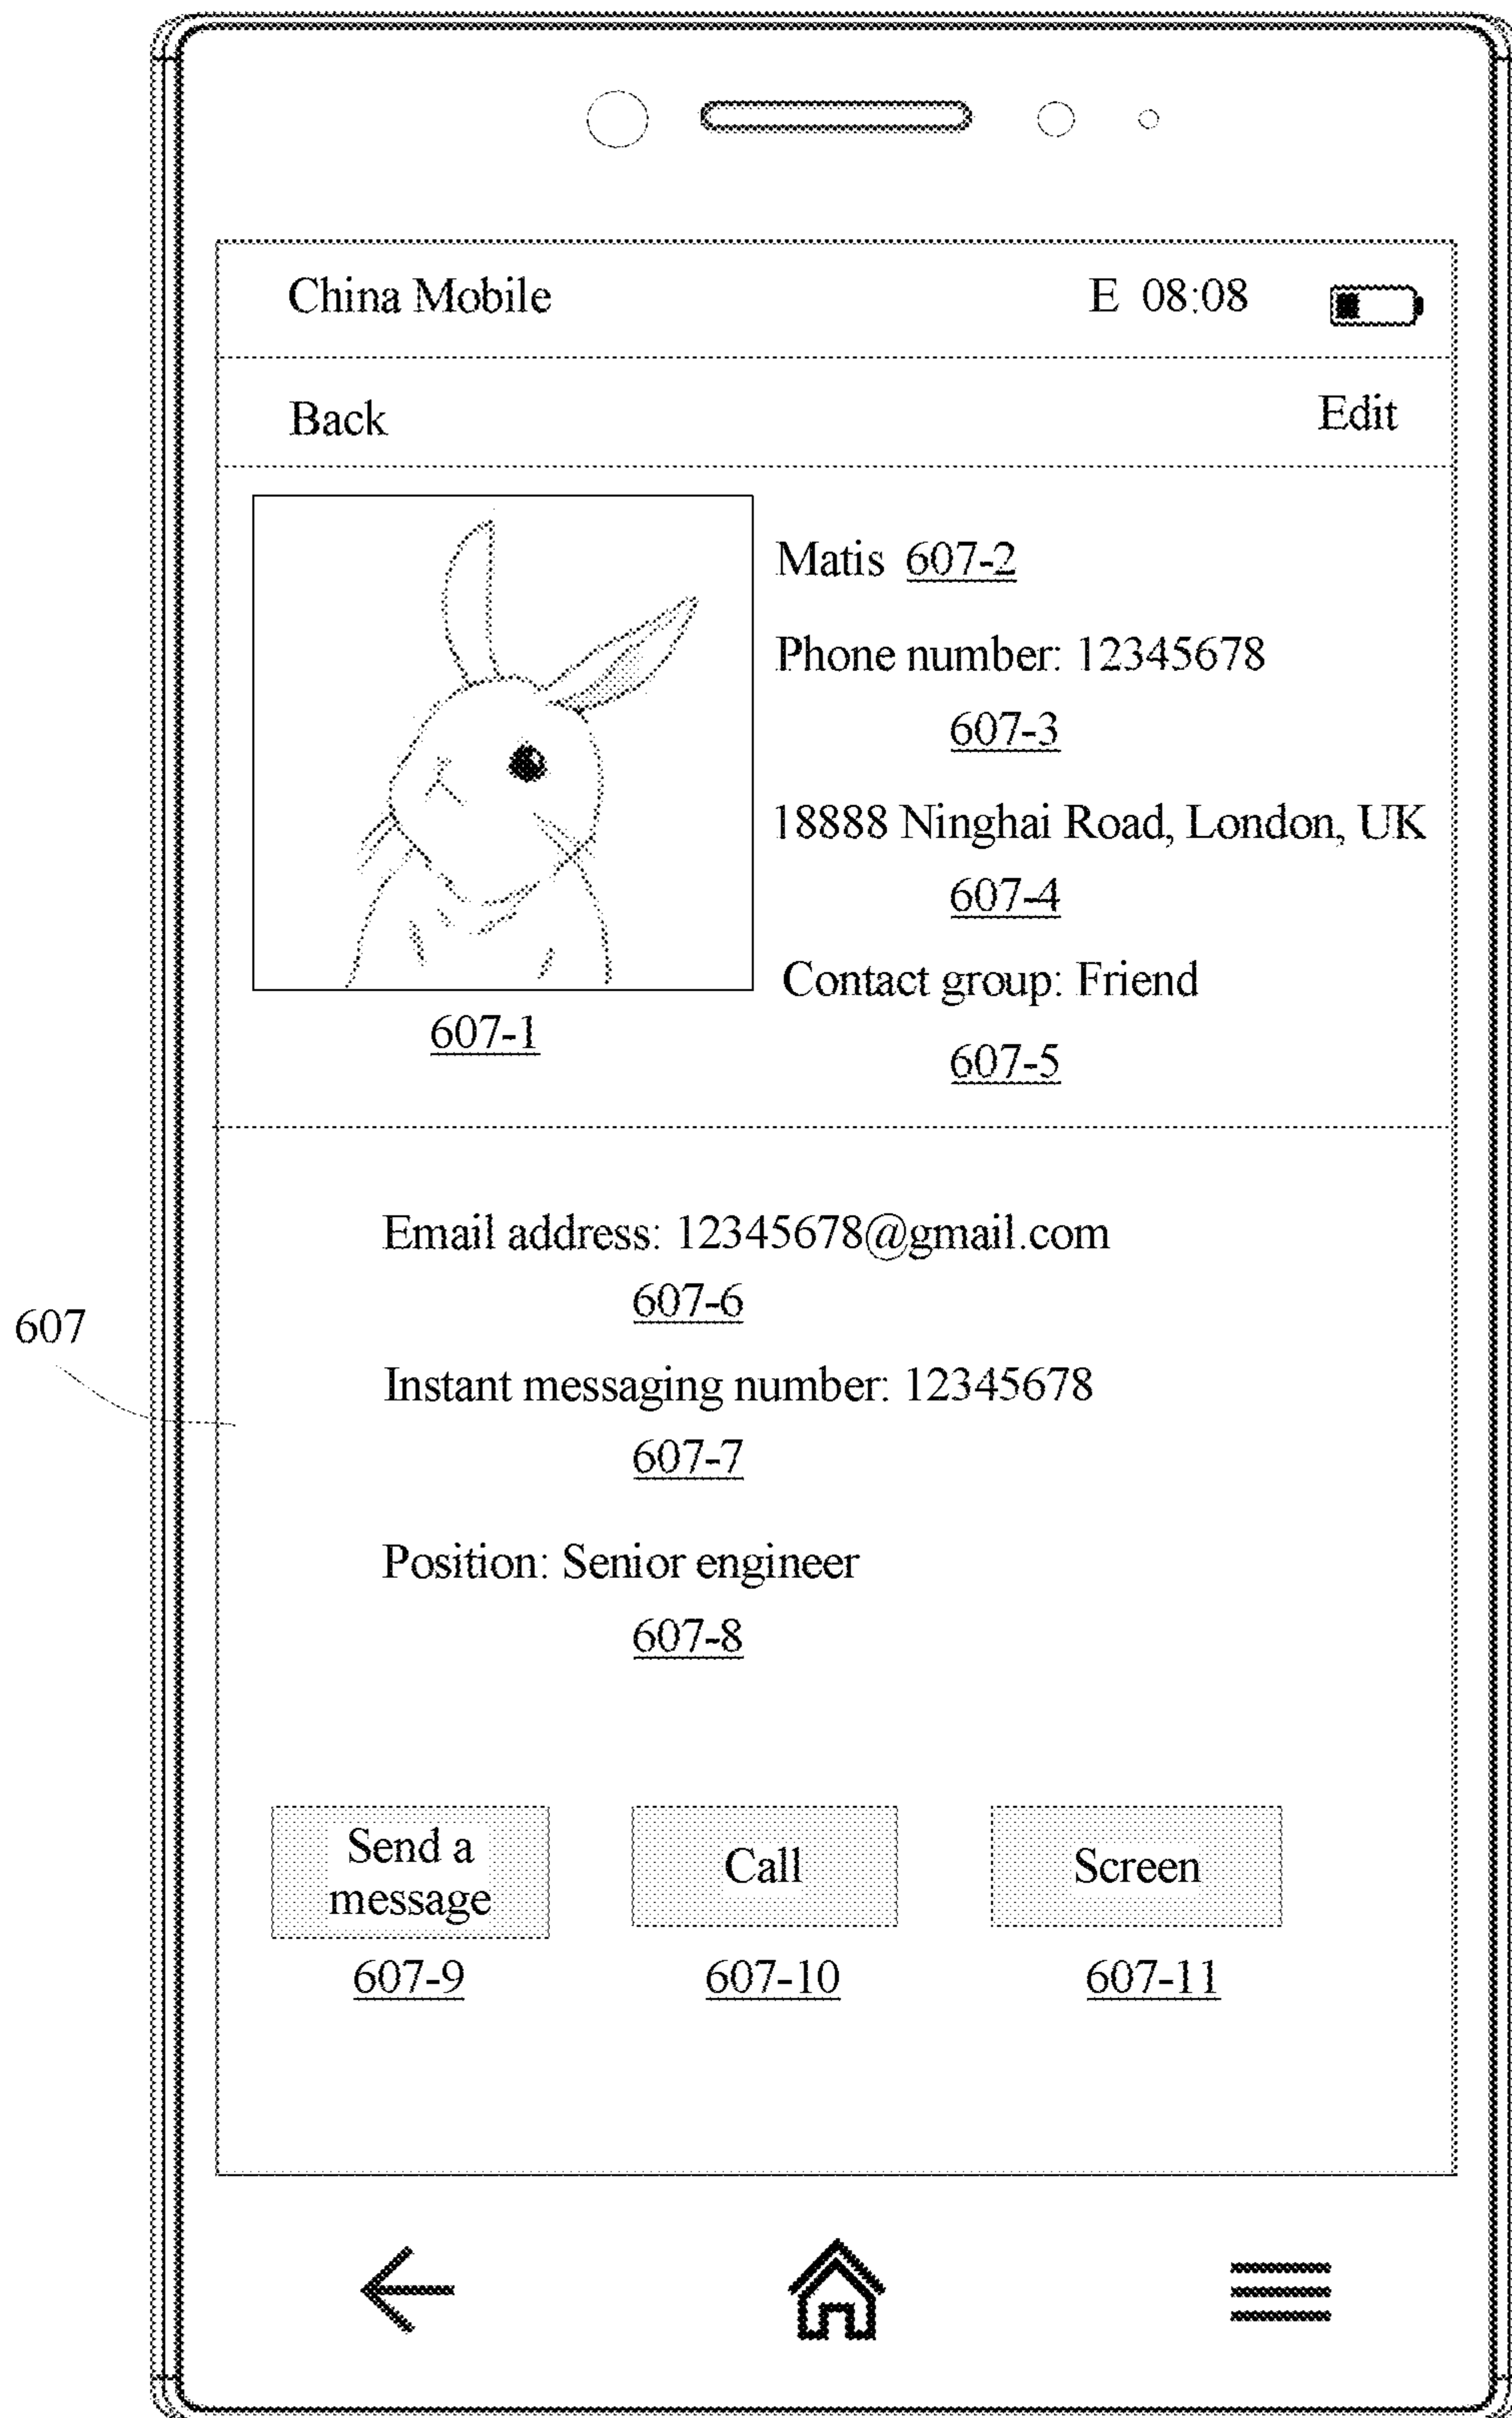 China Mobile E 08:08
Back Edit
Matis 607-2
Phone number: 12345678
607-3
18888 Ninghai Road, London, UK
607-4
Contact group: Friend
607-1
607-5
Email address: 12345678@gmail.com
607-6
607
Instant messaging number: 12345678
607-7
Position: Senior engineer
607-8
Send a
message
Call
Screen
607-9 607-10 607-11